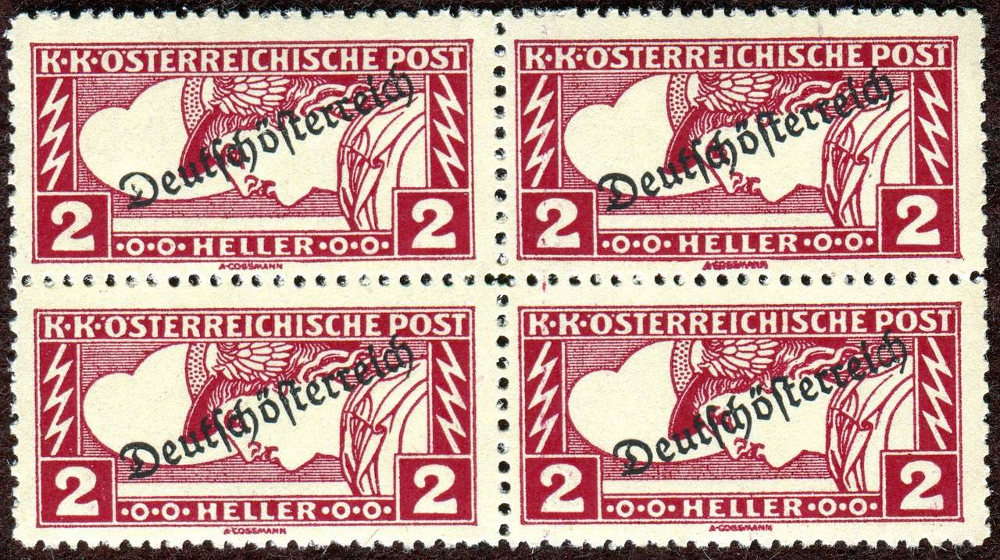 K·K·ÖSTERREICHISCHE POST
Deutschöſterreich
2 ·O·O·HELLER·O·O· 2
A·COSSMANN
K·K·ÖSTERREICHISCHE POST
Deutschöſterreich
2 ·O·O·HELLER·O·O· 2
A·COSSMANN
K·K·ÖSTERREICHISCHE POST
Deutschöſterreich
2 ·O·O·HELLER·O·O· 2
A·COSSMANN
K·K·ÖSTERREICHISCHE POST
Deutschöſterreich
2 ·O·O·HELLER·O·O· 2
A·COSSMANN